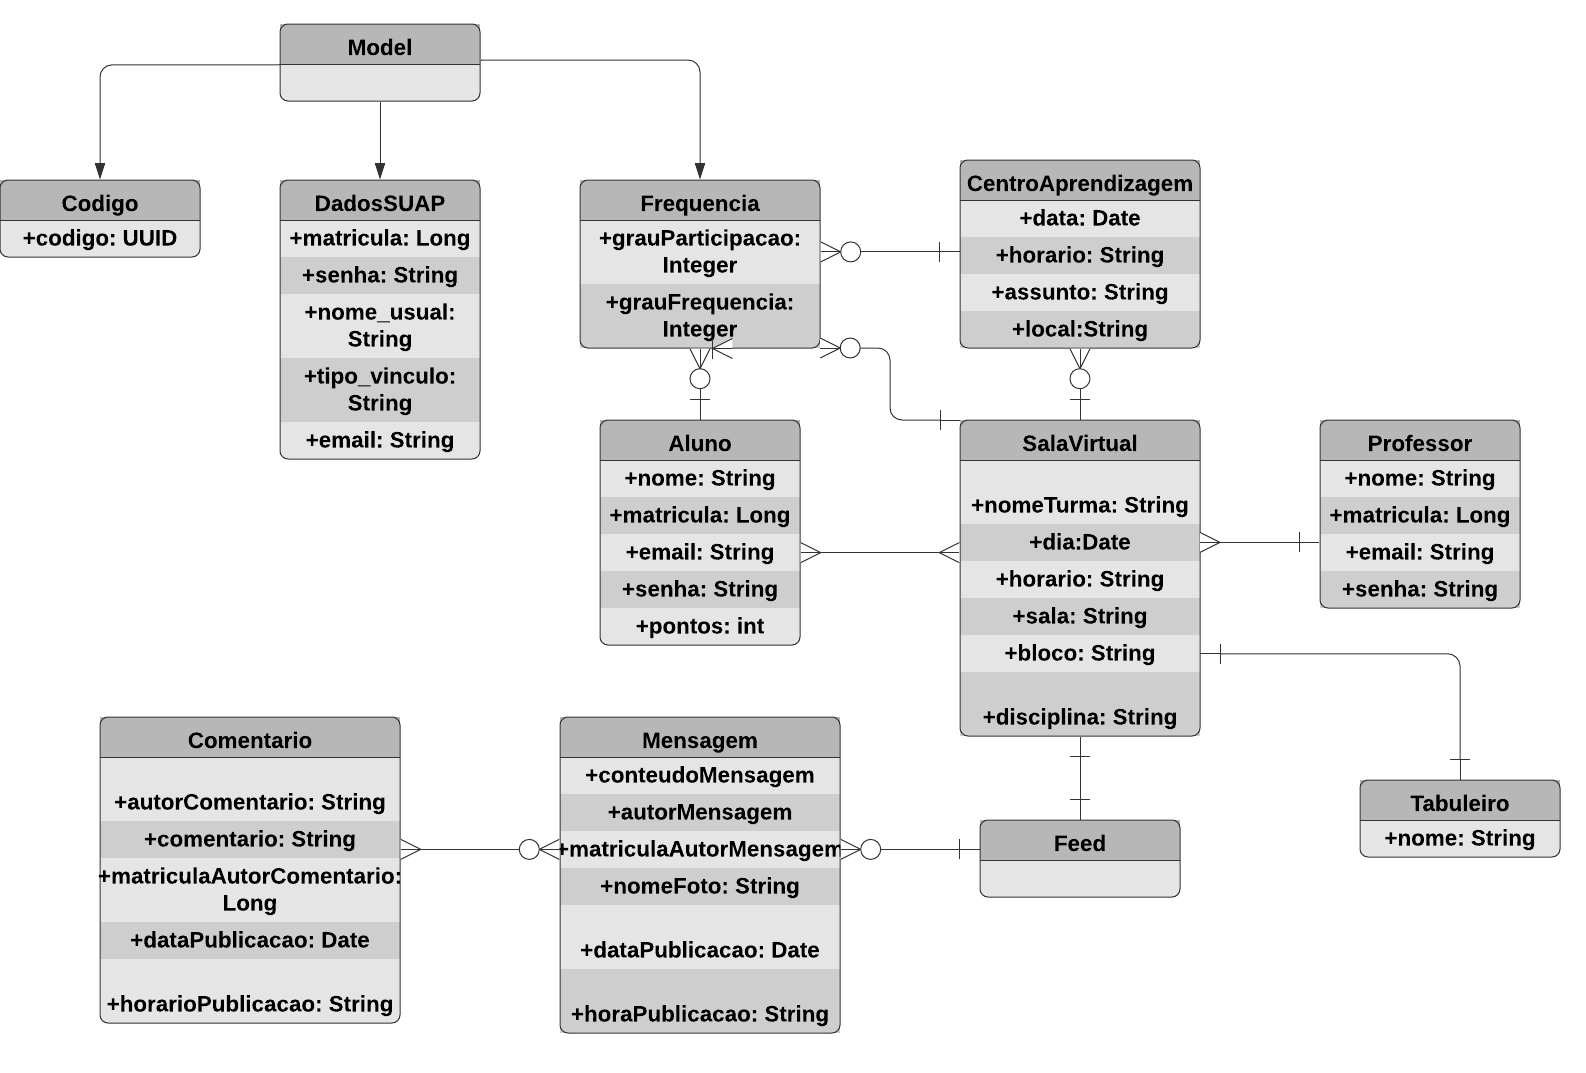 Model
Codigo
+codigo: UUID
DadosSUAP
+matricula: Long
+senha: String
+nome_usual:
String
+tipo_vinculo:
String
+email: String
Frequencia
+grauParticipacao:
Integer
+grauFrequencia:
Integer
CentroAprendizagem
+data: Date
+horario: String
+assunto: String
+local:String
Aluno
+nome: String
+matricula: Long
+email: String
+senha: String
+pontos: int
SalaVirtual
+nomeTurma: String
+dia:Date
+horario: String
+sala: String
+bloco: String
+disciplina: String
Professor
+nome: String
+matricula: Long
+email: String
+senha: String
Comentario
+autorComentario: String
+comentario: String
+matriculaAutorComentario:
Long
+dataPublicacao: Date
+horarioPublicacao: String
Mensagem
+conteudoMensagem
+autorMensagem
+matriculaAutorMensagem
+nomeFoto: String
+dataPublicacao: Date
+horaPublicacao: String
Feed
Tabuleiro
+nome: String